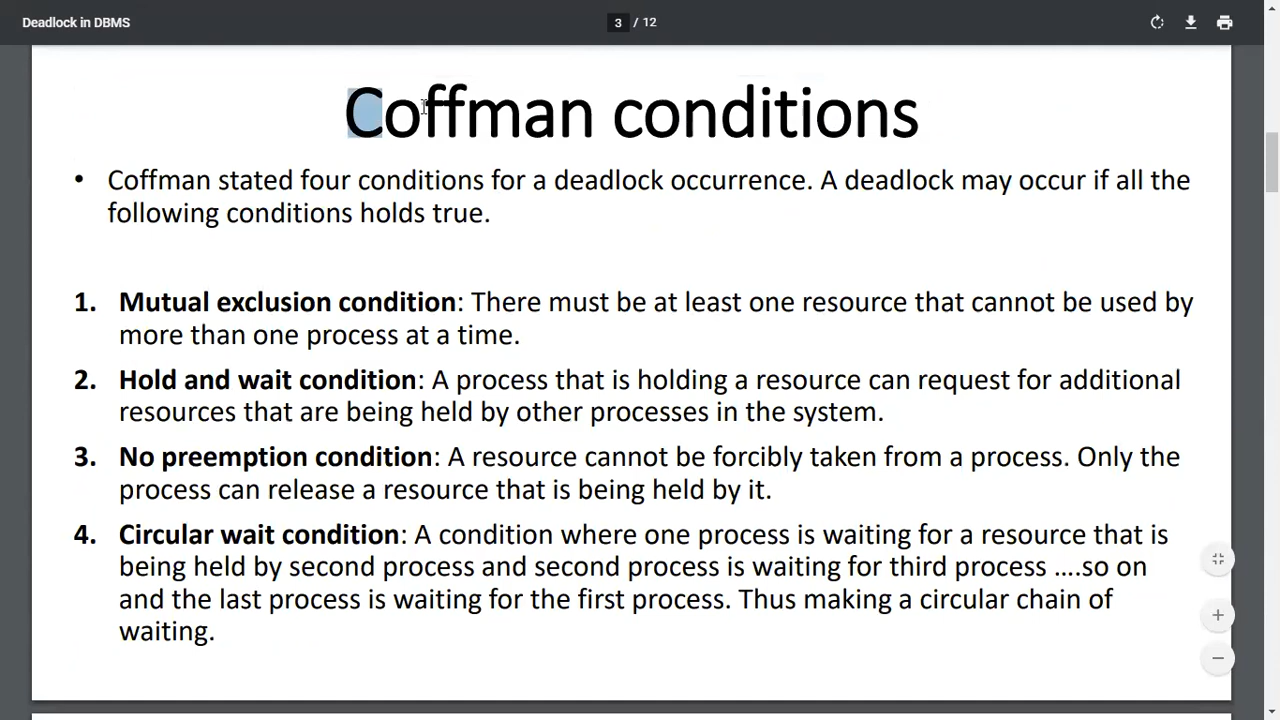 Deadlock in DBMS
3 / 12
Coffman conditions
• Coffman stated four conditions for a deadlock occurrence. A deadlock may occur if all the
following conditions holds true.
1. Mutual exclusion condition: There must be at least one resource that cannot be used by
more than one process at a time.
2. Hold and wait condition: A process that is holding a resource can request for additional
resources that are being held by other processes in the system.
3. No preemption condition: A resource cannot be forcibly taken from a process. Only the
process can release a resource that is being held by it.
4. Circular wait condition: A condition where one process is waiting for a resource that is
being held by second process and second process is waiting for third process ....so on
and the last process is waiting for the first process. Thus making a circular chain of
waiting.